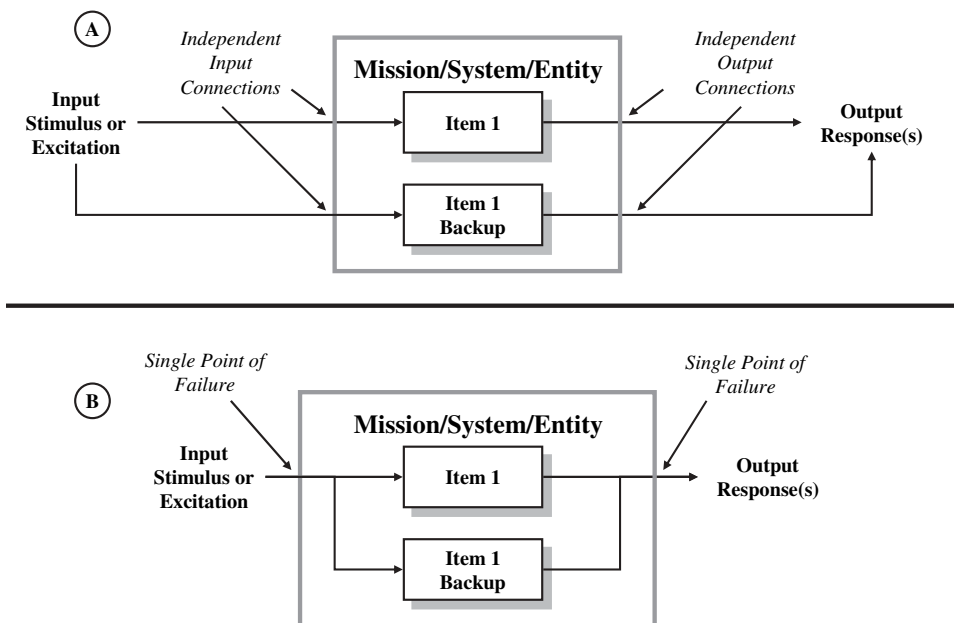 A
Independent
Input
Connections
Mission/System/Entity
Independent
Output
Connections
Input
Stimulus or
Excitation
Item 1
Output
Response(s)
Item 1
Backup
Single Point of
Failure
Single Point of
Failure
B
Mission/System/Entity
Input
Stimulus or
Excitation
Item 1
Output
Response(s)
Item 1
Backup